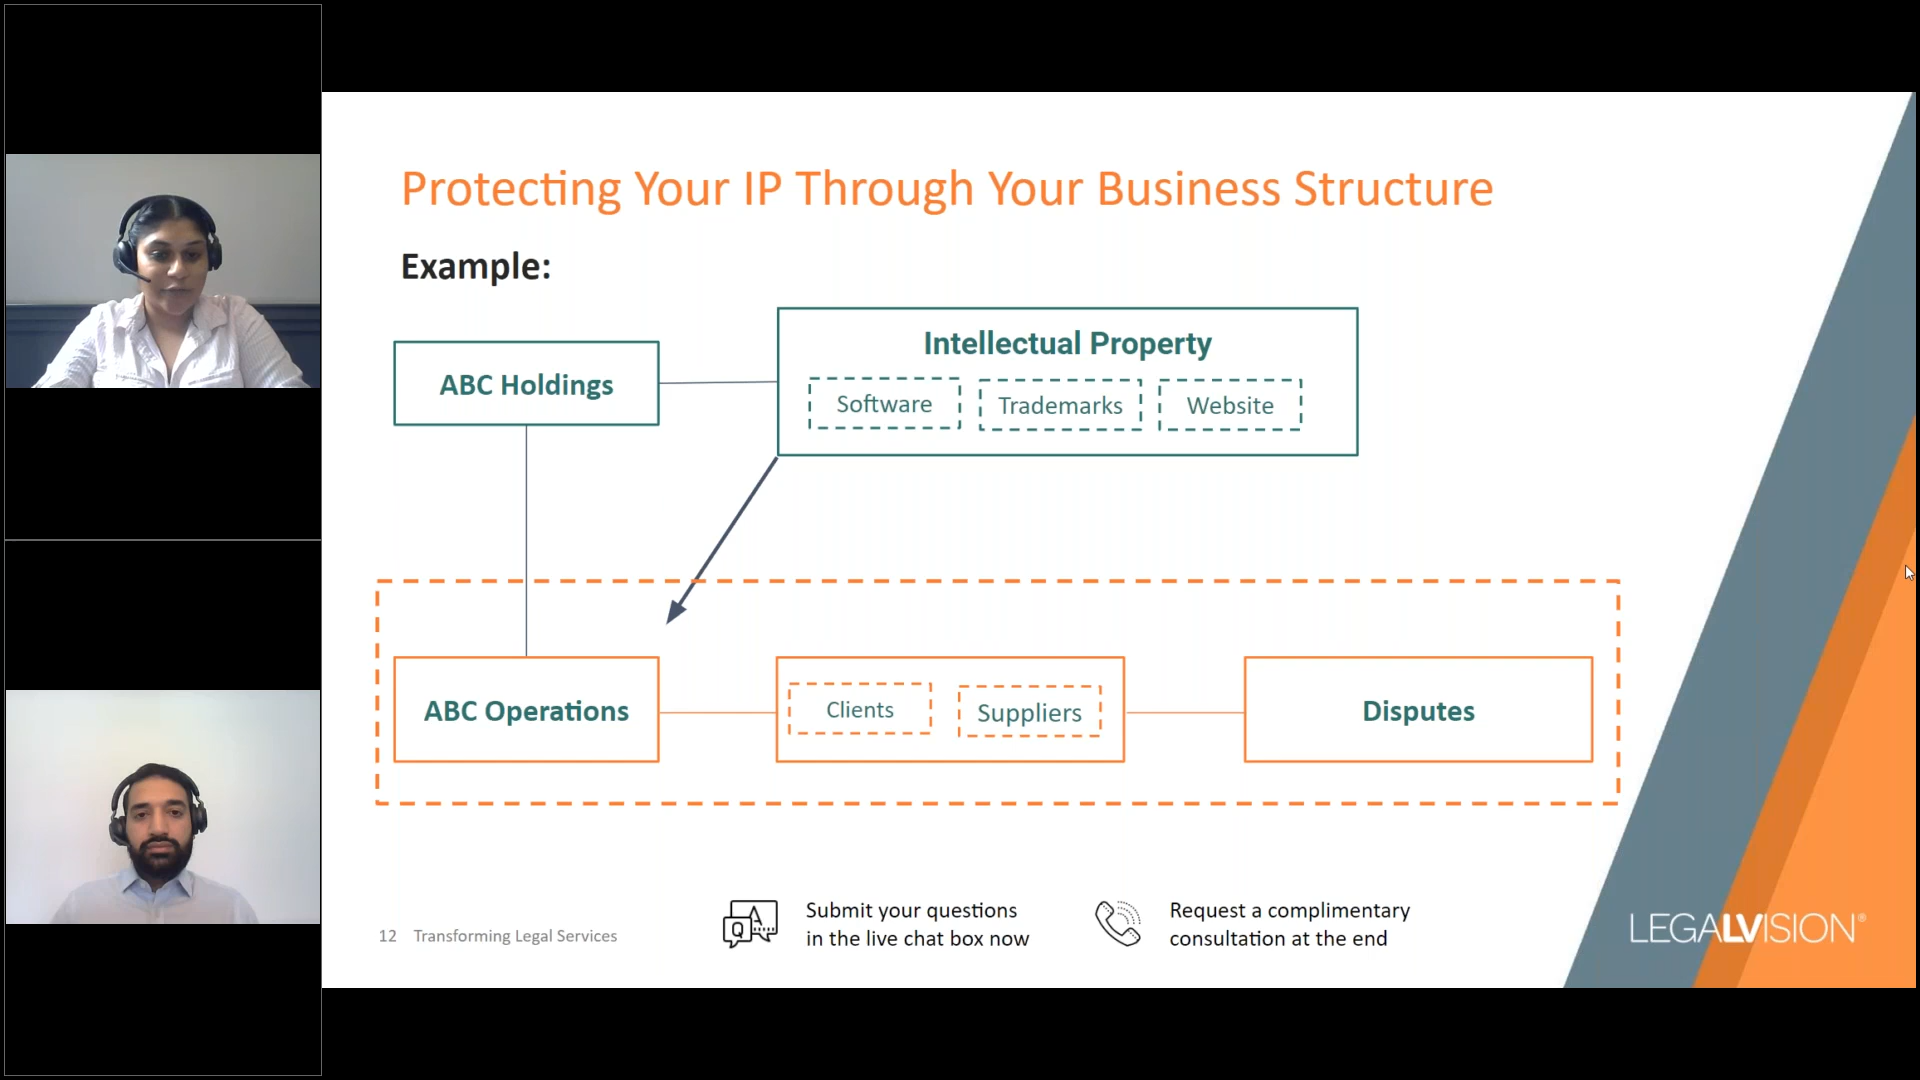 Protecting Your IP Through Your Business Structure
Example:
ABC Holdings
Intellectual Property
Software
Trademarks
Website
ABC Operations
Clients
Suppliers
Disputes
12 Transforming Legal Services
Q A
Submit your questions
in the live chat box now
Request a complimentary
consultation at the end
LEGALVISION®